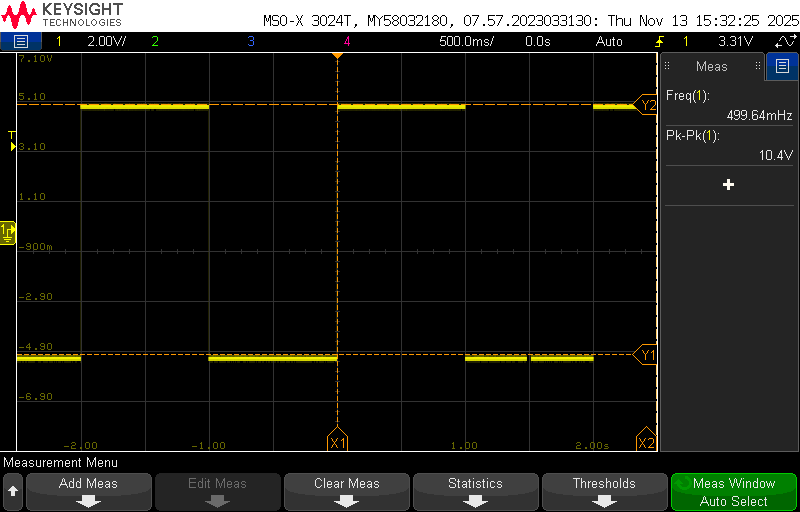 KEYSIGHT
TECHNOLOGIES
MSO-X 3024T, MY58032180, 07.57.2023033130: Thu Nov 13 15:32:25 2025
1 2.00V/ 2 3 4 500.0ms/ 0.0s Auto 1 3.31V
7.10V
5.10
3.10
1.10
-900m
-2.90
-4.90
-6.90
T
1
Y2
Y1
-2.00 -1.00 1.00 2.00s
X1 X2
Meas
Freq(1):
499.64mHz
Pk-Pk(1):
10.4V
Measurement Menu
Add Meas
Edit Meas
Clear Meas
Statistics
Thresholds
Meas Window
Auto Select